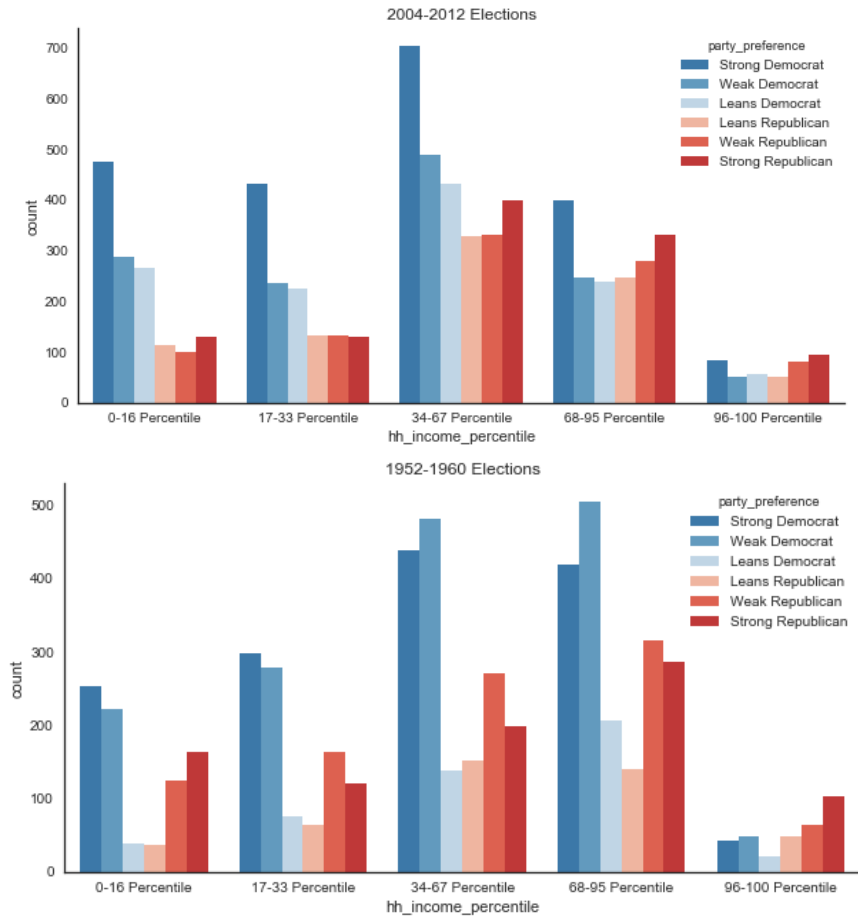 2004-2012 Elections
700
600
500
400
300
200
100
0
count
party_preference
Strong Democrat
Weak Democrat
Leans Democrat
Leans Republican
Weak Republican
Strong Republican
0-16 Percentile 17-33 Percentile 34-67 Percentile 68-95 Percentile 96-100 Percentile
hh_income_percentile
1952-1960 Elections
500
400
300
200
100
0
count
party_preference
Strong Democrat
Weak Democrat
Leans Democrat
Leans Republican
Weak Republican
Strong Republican
0-16 Percentile 17-33 Percentile 34-67 Percentile 68-95 Percentile 96-100 Percentile
hh_income_percentile